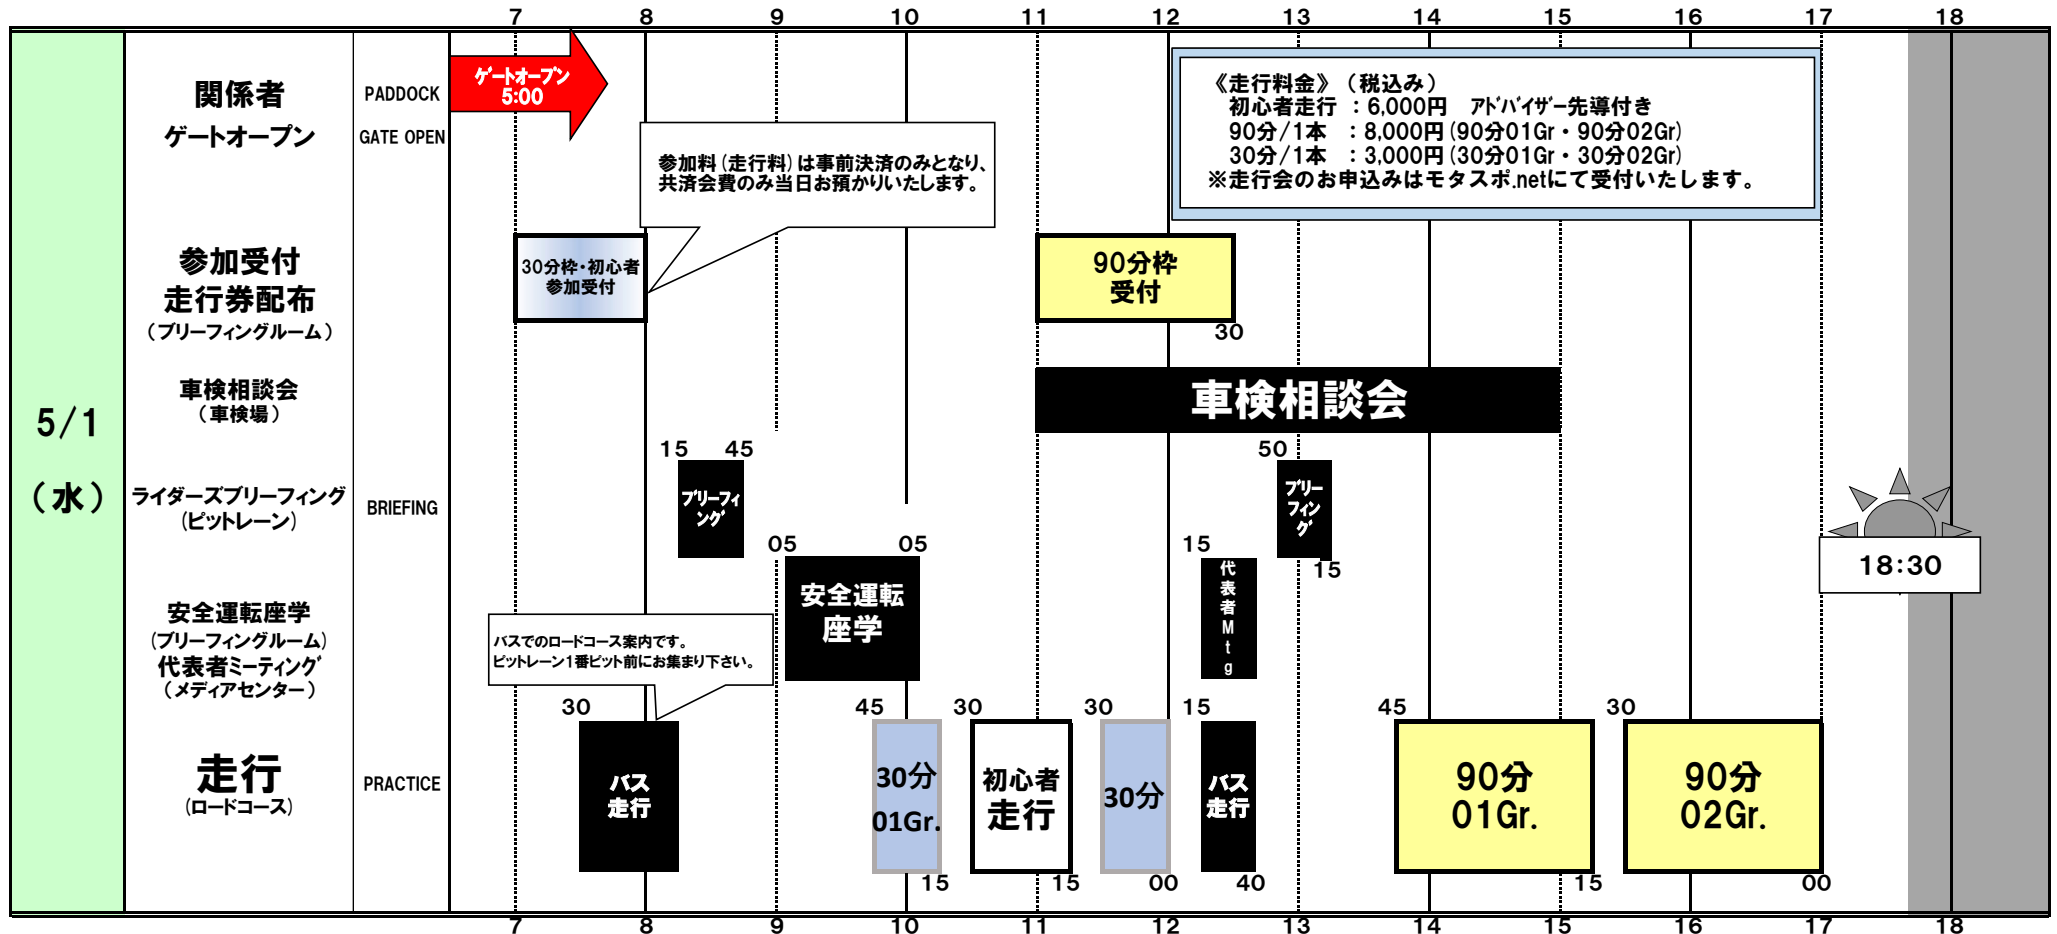 7 8 9 10 11 12 13 14 15 16 17 18
5/1
(水)
関係者
ゲートオープン
PADDOCK
GATE OPEN
ゲートオープン
5:00
《走行料金》(税込み)
初心者走行 :6,000円 アドバイザー先導付き
90分/1本 :8,000円(90分01Gr・90分02Gr)
30分/1本 :3,000円(30分01Gr・30分02Gr)
※走行会のお申込みはモタスポ.netにて受付いたします。
参加料(走行料)は事前決済のみとなり、
共済会費のみ当日お預かりいたします。
参加受付
走行券配布
(ブリーフィングルーム)
30分枠・初心者
参加受付
90分枠
受付
30
車検相談会
(車検場)
車検相談会
ライダーズブリーフィング
(ピットレーン)
BRIEFING
15 45
ブリーフィ
ング
50
ブリー
フィン
グ
15
18:30
安全運転座学
(ブリーフィングルーム)
代表者ミーティング
(メディアセンター)
05 05
安全運転
座学
15
代
表
者
M
t
g
バスでのロードコース案内です。
ピットレーン1番ピット前にお集まり下さい。
走行
(ロードコース)
PRACTICE
30
バス
走行
45
30分
01Gr.
15
30
初心者
走行
15
30
30分
00
15
バス
走行
40
45
90分
01Gr.
15
30
90分
02Gr.
00
7 8 9 10 11 12 13 14 15 16 17 18